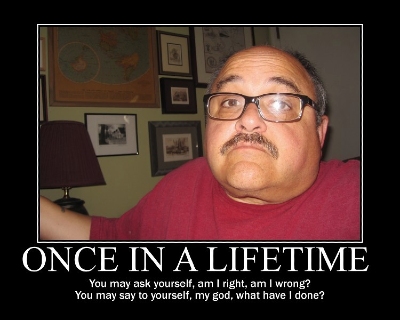 ONCE IN A LIFETIME
You may ask yourself, am I right, am I wrong?
You may say to yourself, my god, what have I done?